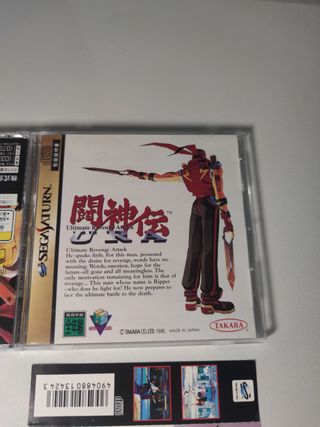 SEGA SATURN
闘神伝
TM
Ultimate Revenge Attack
URA
Ultimate Revenge Attack
He speaks little. For this man, possessed
with the desire for revenge, words have no
meaning. Words, emotion, hope for the
future-all gone and all meaningless. The
only motivation remaining for him is that of
revenge... This man whose name is Ripper
-who does he fight for? He now prepares to
face the ultimate battle to the death.
© TAKARA CO.,LTD. 1996 MADE IN JAPAN
TAKARA
4904880134243